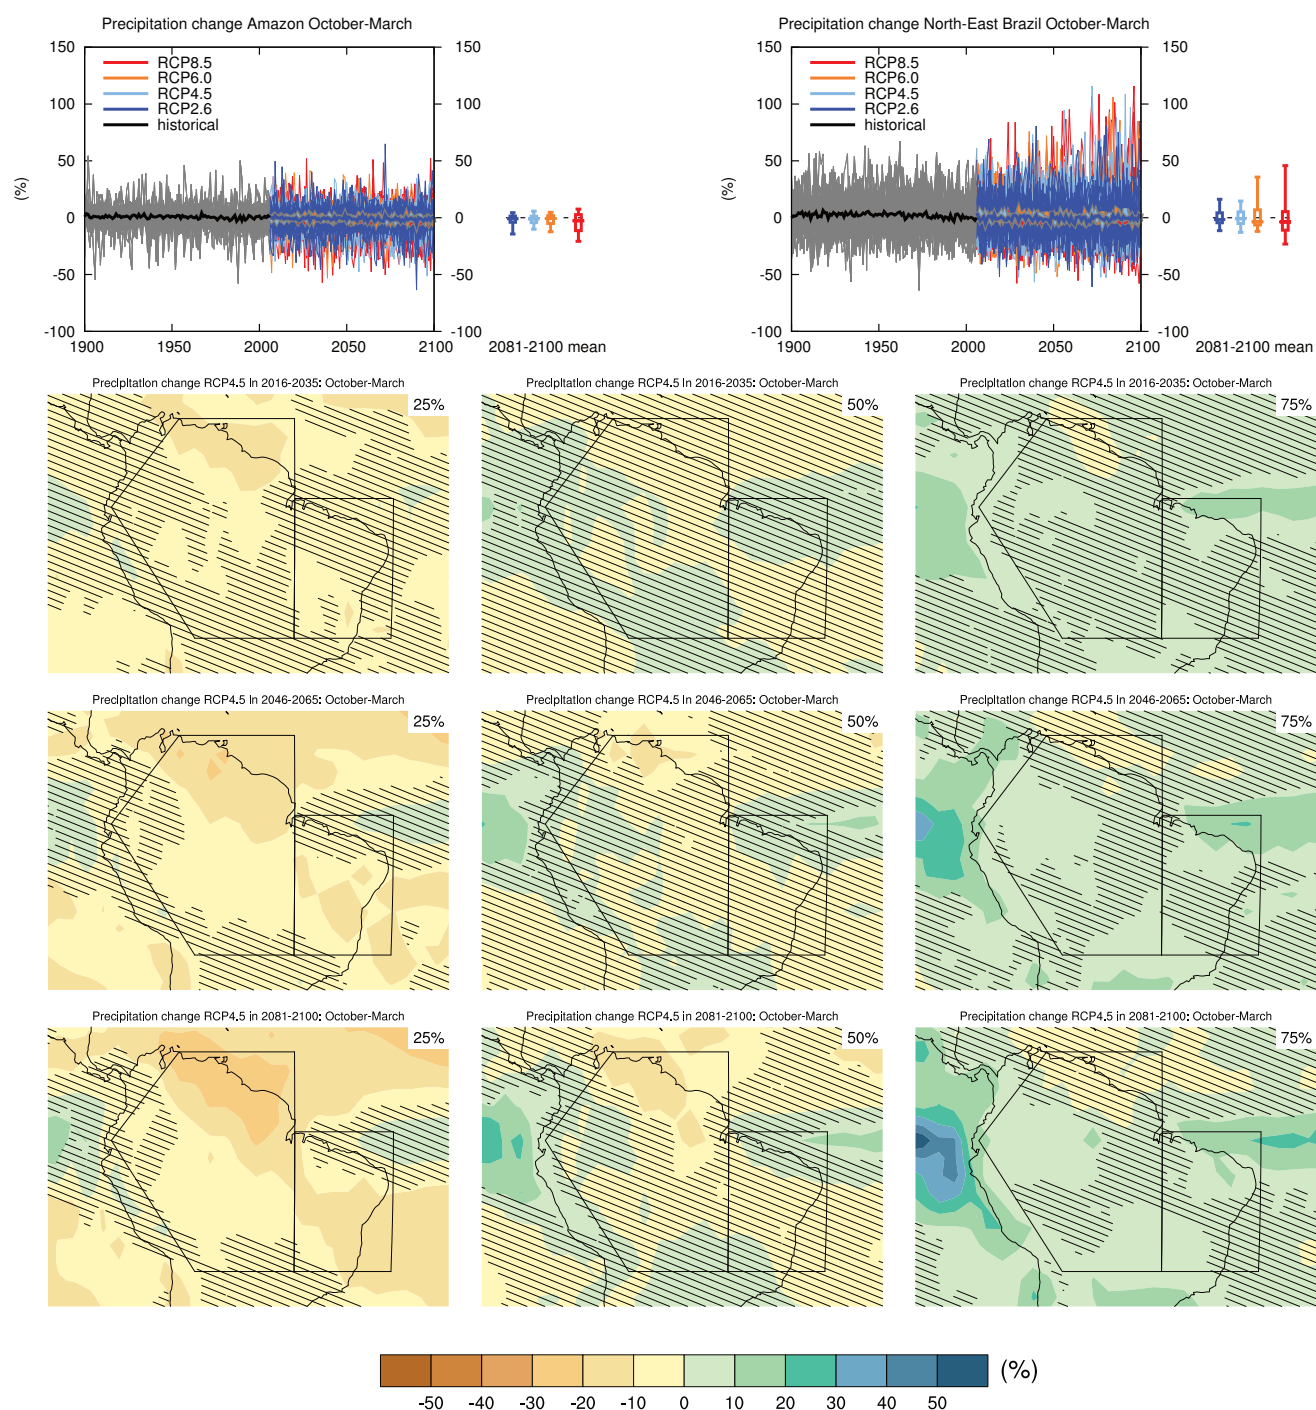 Precipitation change Amazon October-March
150
100
50
0
-50
-100
(%)
RCP8.5
RCP6.0
RCP4.5
RCP2.6
historical
150
100
50
0
-50
-100
1900 1950 2000 2050 2100
2081-2100 mean
Precipitation change North-East Brazil October-March
150
100
50
0
-50
-100
(%)
RCP8.5
RCP6.0
RCP4.5
RCP2.6
historical
150
100
50
0
-50
-100
1900 1950 2000 2050 2100
2081-2100 mean
Precipitation change RCP4.5 in 2016-2035: October-March
25%
Precipitation change RCP4.5 in 2016-2035: October-March
50%
Precipitation change RCP4.5 in 2016-2035: October-March
75%
Precipitation change RCP4.5 in 2046-2065: October-March
25%
Precipitation change RCP4.5 in 2046-2065: October-March
50%
Precipitation change RCP4.5 in 2046-2065: October-March
75%
Precipitation change RCP4.5 in 2081-2100: October-March
25%
Precipitation change RCP4.5 in 2081-2100: October-March
50%
Precipitation change RCP4.5 in 2081-2100: October-March
75%
(%)
-50 -40 -30 -20 -10 0 10 20 30 40 50